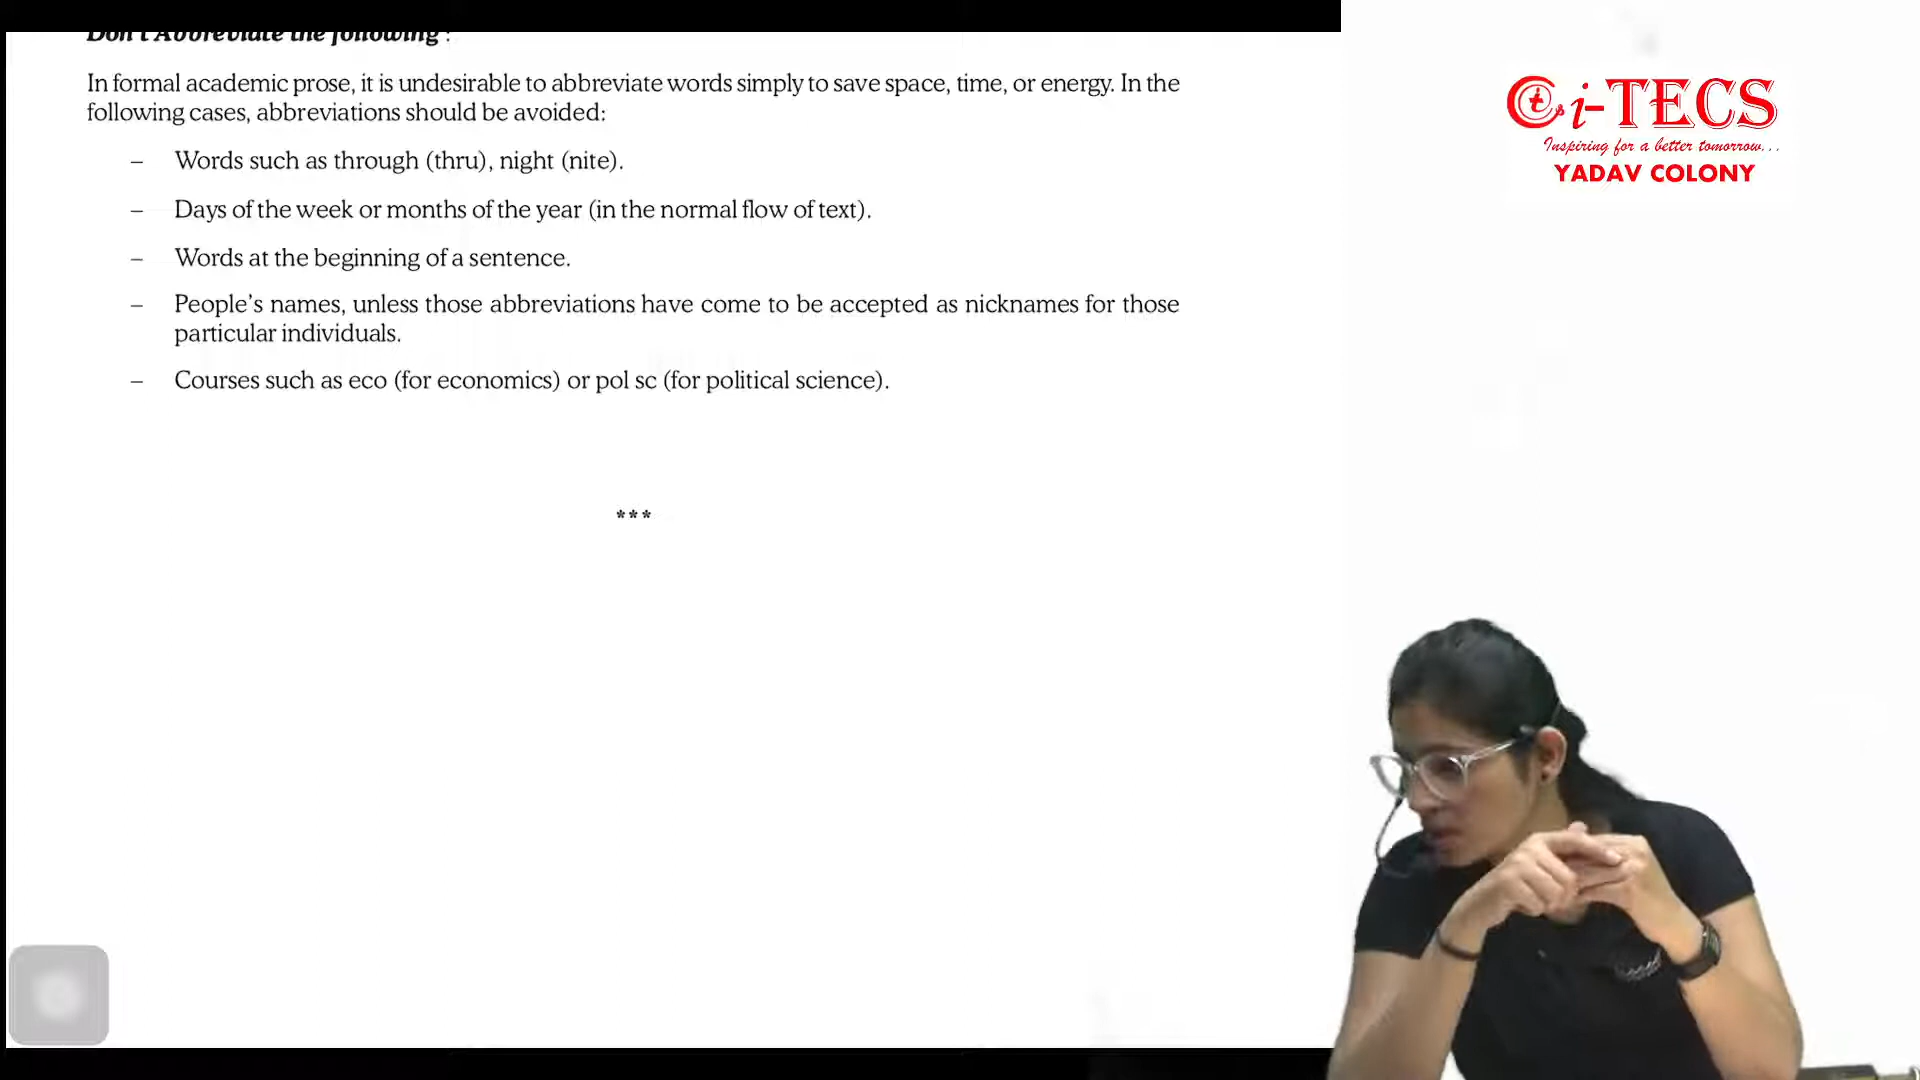 Don't Abbreviate the following :
In formal academic prose, it is undesirable to abbreviate words simply to save space, time, or energy. In the
following cases, abbreviations should be avoided:
– Words such as through (thru), night (nite).
– Days of the week or months of the year (in the normal flow of text).
– Words at the beginning of a sentence.
– People's names, unless those abbreviations have come to be accepted as nicknames for those
particular individuals.
– Courses such as eco (for economics) or pol sc (for political science).
***
i-TECS
Inspiring for a better tomorrow...
YADAV COLONY